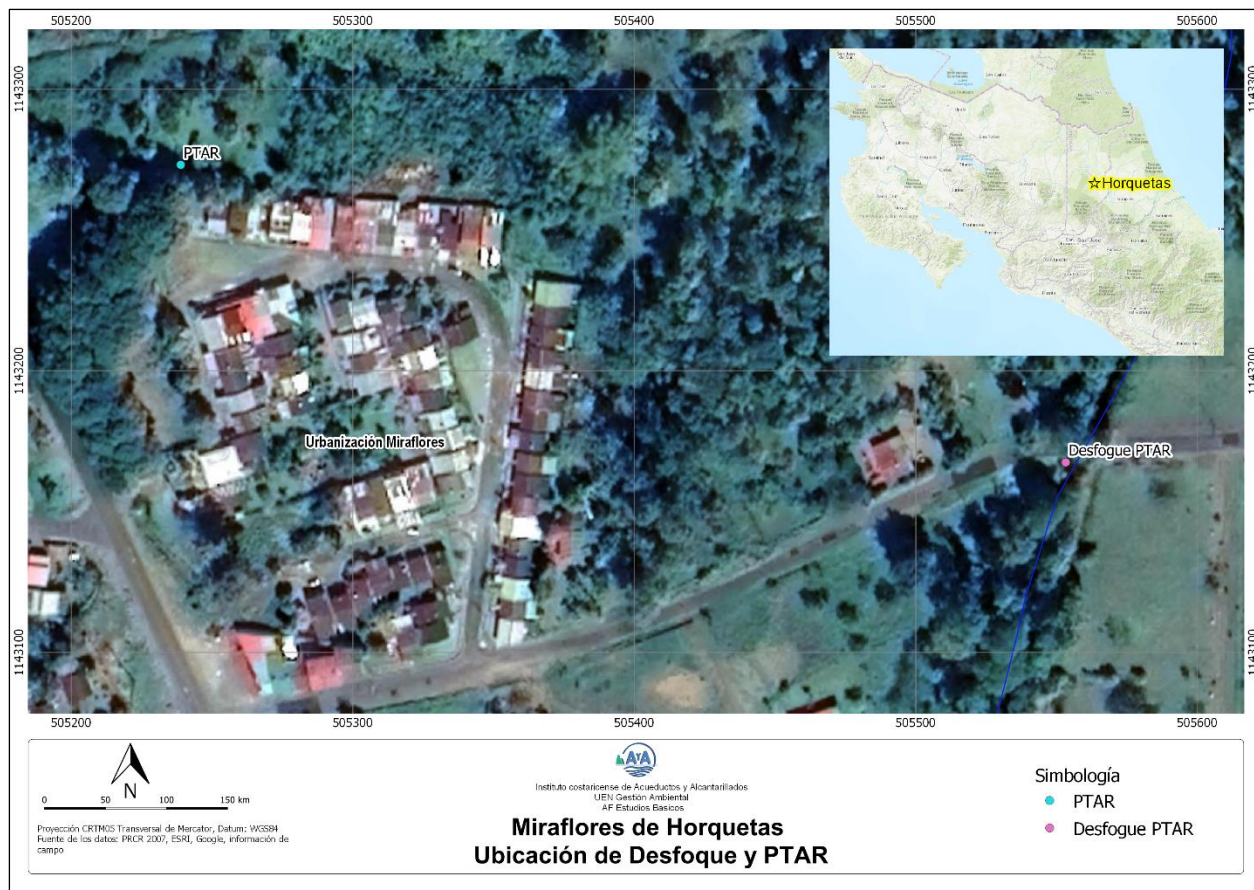 505200 505300 505400 505500 505600
1143300 1143300
PTAR
Horquetas
1143200 1143200
Urbanización Miraflores
Desfogue PTAR
1143100 1143100
505200 505300 505400 505500 505600
N
0 50 100 150 km
Proyección CRTM05 Transversal de Mercator, Datum: WGS84
Fuente de los datos: PRCR 2007, ESRI, Google, información de
campo
AyA
Instituto costarricense de Acueductos y Alcantarillados
UEN Gestión Ambiental
AF Estudios Basicos
Miraflores de Horquetas
Ubicación de Desfoque y PTAR
Simbología
PTAR
Desfogue PTAR